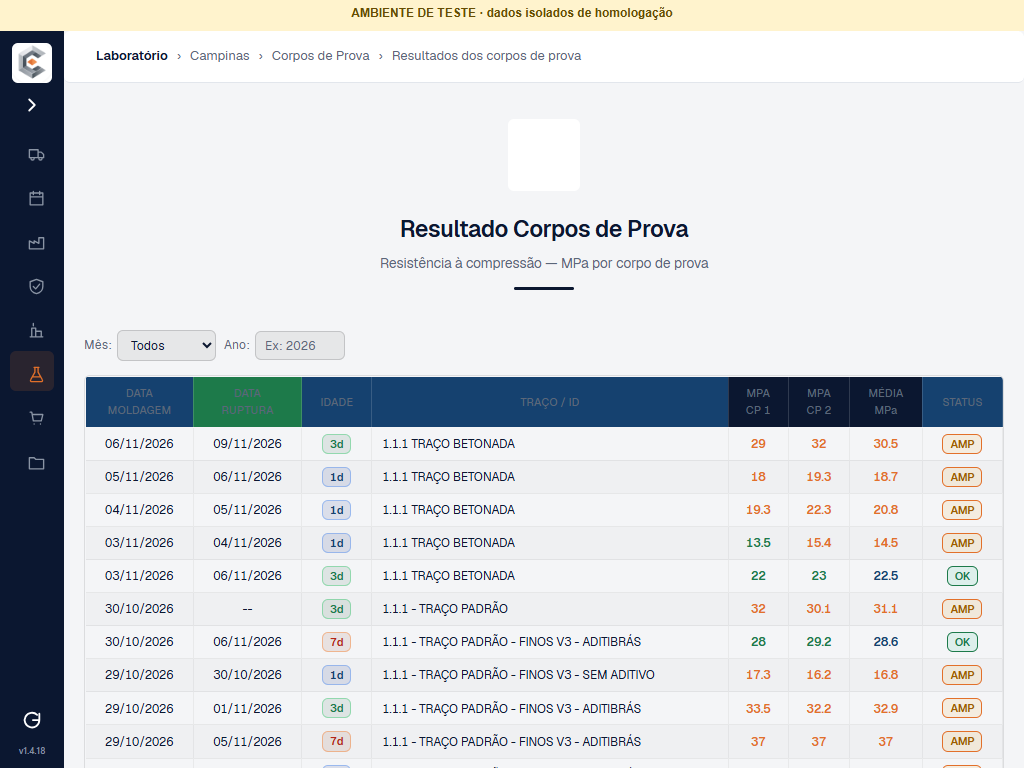 AMBIENTE DE TESTE · dados isolados de homologação
Laboratório › Campinas › Corpos de Prova › Resultados dos corpos de prova
Resultado Corpos de Prova
Resistência à compressão — MPa por corpo de prova
Mês: Todos Ano: Ex: 2026
DATA MOLDAGEM DATA RUPTURA IDADE TRAÇO / ID MPA CP 1 MPA CP 2 MÉDIA MPa STATUS
06/11/2026 09/11/2026 3d 1.1.1 TRAÇO BETONADA 29 32 30.5 AMP
05/11/2026 06/11/2026 1d 1.1.1 TRAÇO BETONADA 18 19.3 18.7 AMP
04/11/2026 05/11/2026 1d 1.1.1 TRAÇO BETONADA 19.3 22.3 20.8 AMP
03/11/2026 04/11/2026 1d 1.1.1 TRAÇO BETONADA 13.5 15.4 14.5 AMP
03/11/2026 06/11/2026 3d 1.1.1 TRAÇO BETONADA 22 23 22.5 OK
30/10/2026 -- 3d 1.1.1 - TRAÇO PADRÃO 32 30.1 31.1 AMP
30/10/2026 06/11/2026 7d 1.1.1 - TRAÇO PADRÃO - FINOS V3 - ADITIBRÁS 28 29.2 28.6 OK
29/10/2026 30/10/2026 1d 1.1.1 - TRAÇO PADRÃO - FINOS V3 - SEM ADITIVO 17.3 16.2 16.8 AMP
29/10/2026 01/11/2026 3d 1.1.1 - TRAÇO PADRÃO - FINOS V3 - ADITIBRÁS 33.5 32.2 32.9 AMP
29/10/2026 05/11/2026 7d 1.1.1 - TRAÇO PADRÃO - FINOS V3 - ADITIBRÁS 37 37 37 AMP
v1.4.18